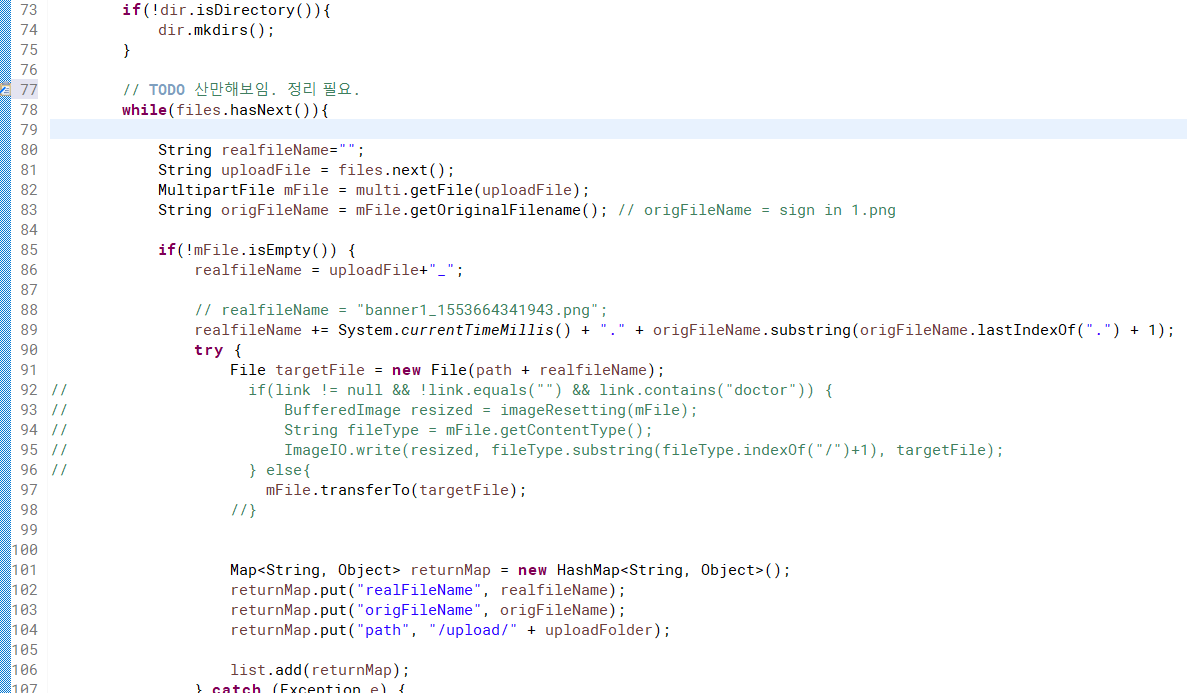 73 if(!dir.isDirectory()){
74 dir.mkdirs();
75 }
76
77 // TODO 산만해보임. 정리 필요.
78 while(files.hasNext()){
79
80 String realfileName="";
81 String uploadFile = files.next();
82 MultipartFile mFile = multi.getFile(uploadFile);
83 String origFileName = mFile.getOriginalFilename(); // origFileName = sign in 1.png
84
85 if(!mFile.isEmpty()) {
86 realfileName = uploadFile+"_";
87
88 // realfileName = "banner1_1553664341943.png";
89 realfileName += System.currentTimeMillis() + "." + origFileName.substring(origFileName.lastIndexOf(".") + 1);
90 try {
91 File targetFile = new File(path + realfileName);
92 // if(link != null && !link.equals("") && link.contains("doctor")) {
93 // BufferedImage resized = imageResetting(mFile);
94 // String fileType = mFile.getContentType();
95 // ImageIO.write(resized, fileType.substring(fileType.indexOf("/")+1), targetFile);
96 // } else{
97 mFile.transferTo(targetFile);
98 //}
99
100
101 Map<String, Object> returnMap = new HashMap<String, Object>();
102 returnMap.put("realFileName", realfileName);
103 returnMap.put("origFileName", origFileName);
104 returnMap.put("path", "/upload/" + uploadFolder);
105
106 list.add(returnMap);
107 } catch (Exception e) {